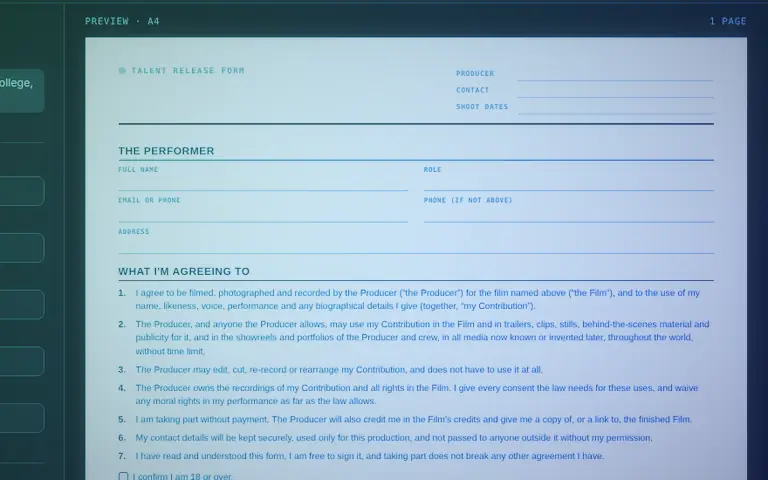 PREVIEW · A4
1 PAGE
ollege,
TALENT RELEASE FORM
PRODUCER
CONTACT
SHOOT DATES
THE PERFORMER
FULL NAME
ROLE
EMAIL OR PHONE
PHONE (IF NOT ABOVE)
ADDRESS
WHAT I'M AGREEING TO
1. I agree to be filmed, photographed and recorded by the Producer ("the Producer") for the film named above ("the Film"), and to the use of my
name, likeness, voice, performance and any biographical details I give (together, "my Contribution").
2. The Producer, and anyone the Producer allows, may use my Contribution in the Film and in trailers, clips, stills, behind-the-scenes material and
publicity for it, and in the showreels and portfolios of the Producer and crew, in all media now known or invented later, throughout the world,
without time limit.
3. The Producer may edit, cut, re-record or rearrange my Contribution, and does not have to use it at all.
4. The Producer owns the recordings of my Contribution and all rights in the Film. I give every consent the law needs for these uses, and waive
any moral rights in my performance as far as the law allows.
5. I am taking part without payment. The Producer will also credit me in the Film's credits and give me a copy of, or a link to, the finished Film.
6. My contact details will be kept securely, used only for this production, and not passed to anyone outside it without my permission.
7. I have read and understood this form, I am free to sign it, and taking part does not break any other agreement I have.
I confirm I am 18 or over.